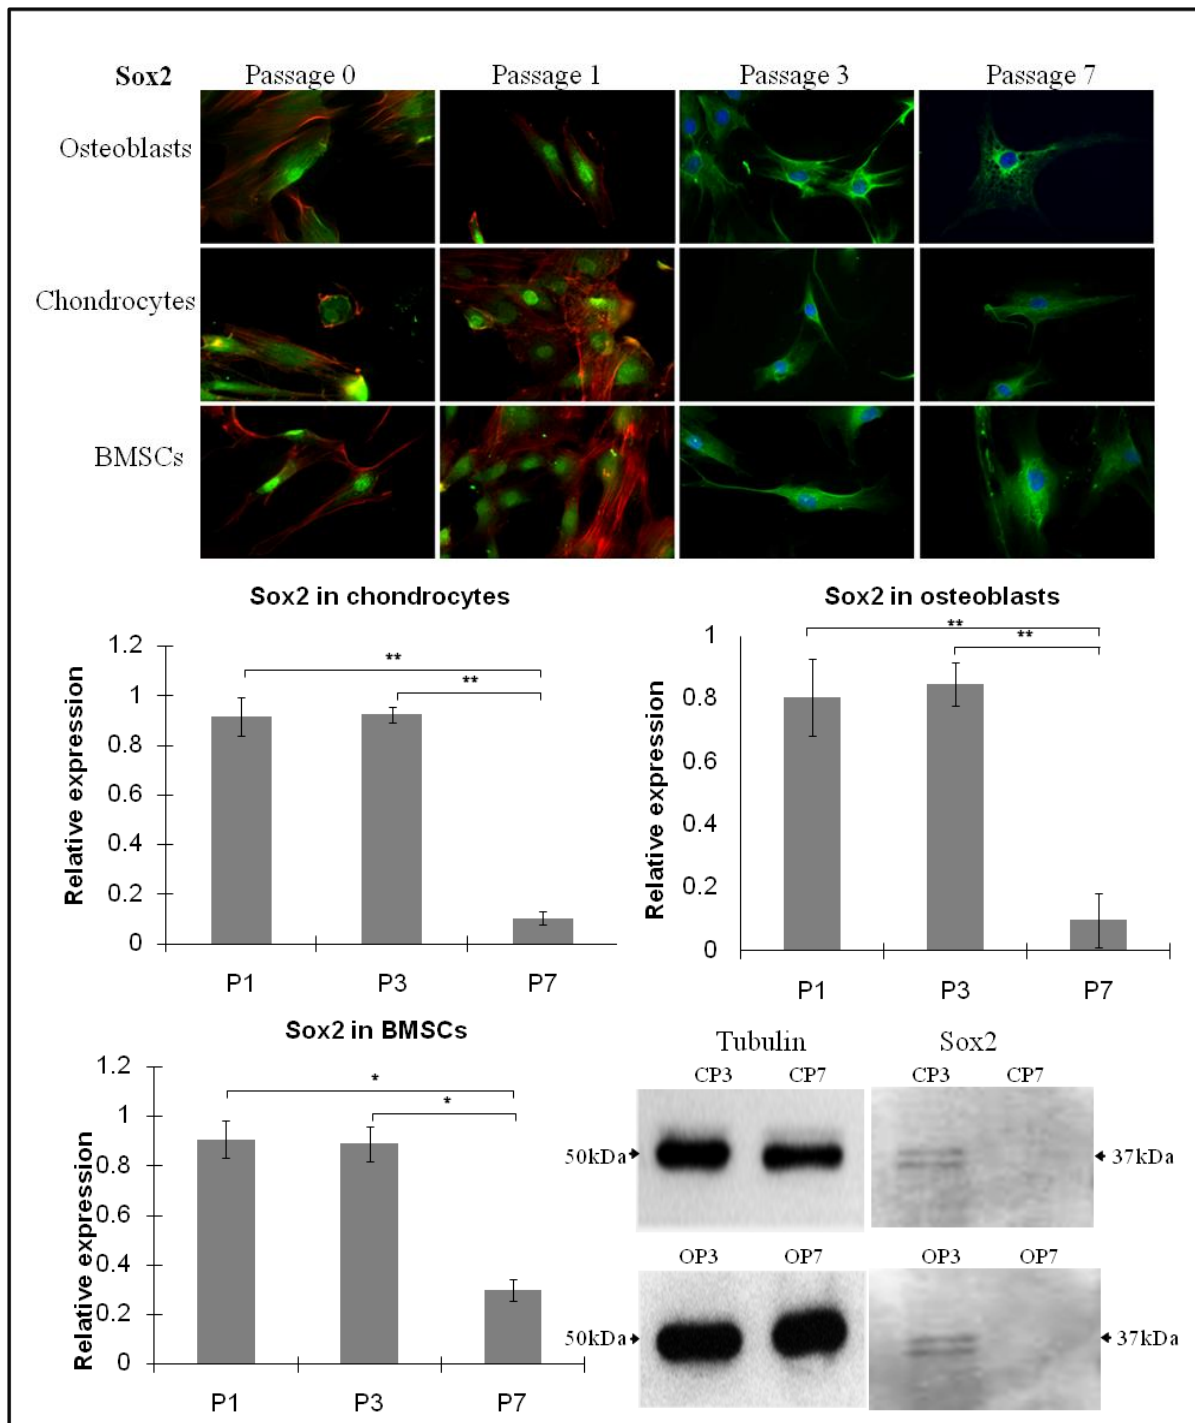 Sox2 Passage 0 Passage 1 Passage 3 Passage 7
Osteoblasts
Chondrocytes
BMSCs
Sox2 in chondrocytes
Relative expression
1.2
1
0.8
0.6
0.4
0.2
0
**
**
P1 P3 P7
Sox2 in osteoblasts
Relative expression
1
0.8
0.6
0.4
0.2
0
**
**
P1 P3 P7
Sox2 in BMSCs
Relative expression
1.2
1
0.8
0.6
0.4
0.2
0
*
*
P1 P3 P7
Tubulin Sox2
CP3 CP7 CP3 CP7
50kDa 37kDa
OP3 OP7 OP3 OP7
50kDa 37kDa